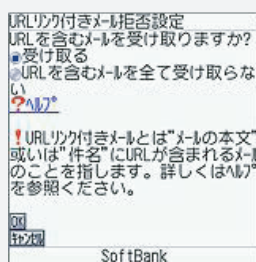 URLリンク付きメール拒否設定
URLを含むメールを受け取りますか?
受け取る
URLを含むメールを全て受け取らな
い
?ヘルプ
!URLリンク付きメールとは"メールの本文"
或いは"件名"にURLが含まれるメール
のことを指します。詳しくはヘルプ
を参照ください。
OK
キャンセル
SoftBank